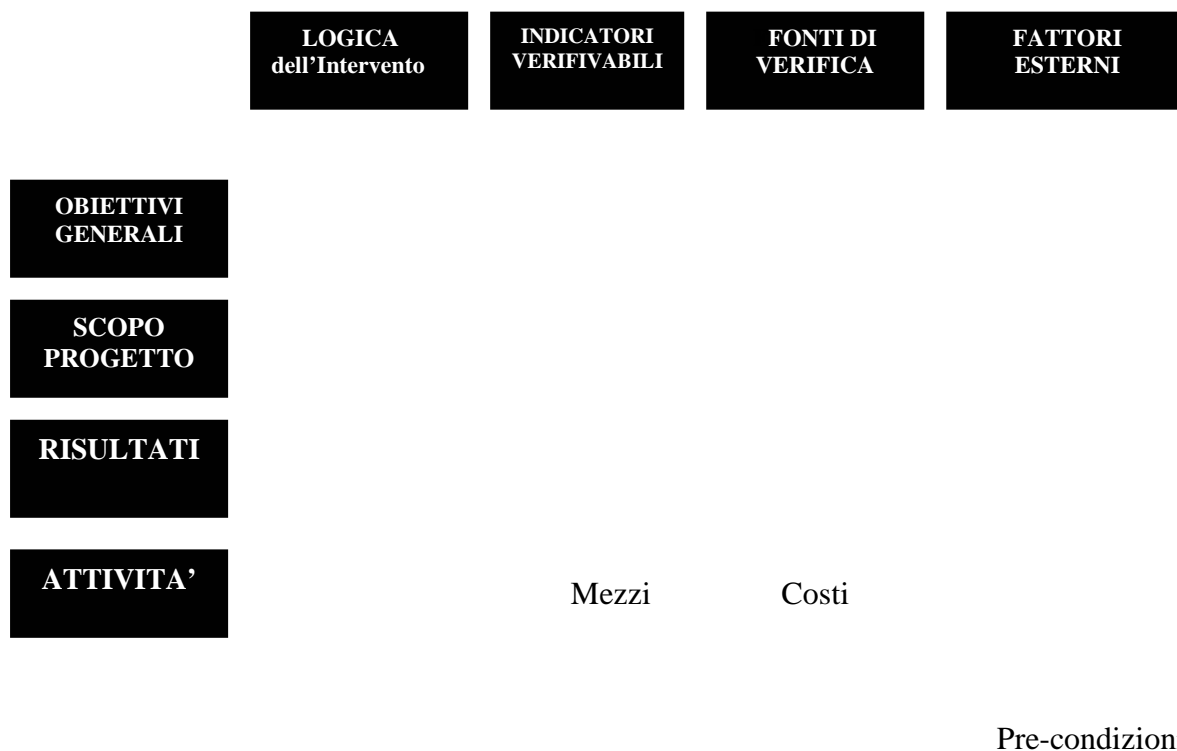 LOGICA
dell’Intervento
INDICATORI
VERIFIVABILI
FONTI DI
VERIFICA
FATTORI
ESTERNI
OBIETTIVI
GENERALI
SCOPO
PROGETTO
RISULTATI
ATTIVITA’
Mezzi
Costi
Pre-condizion